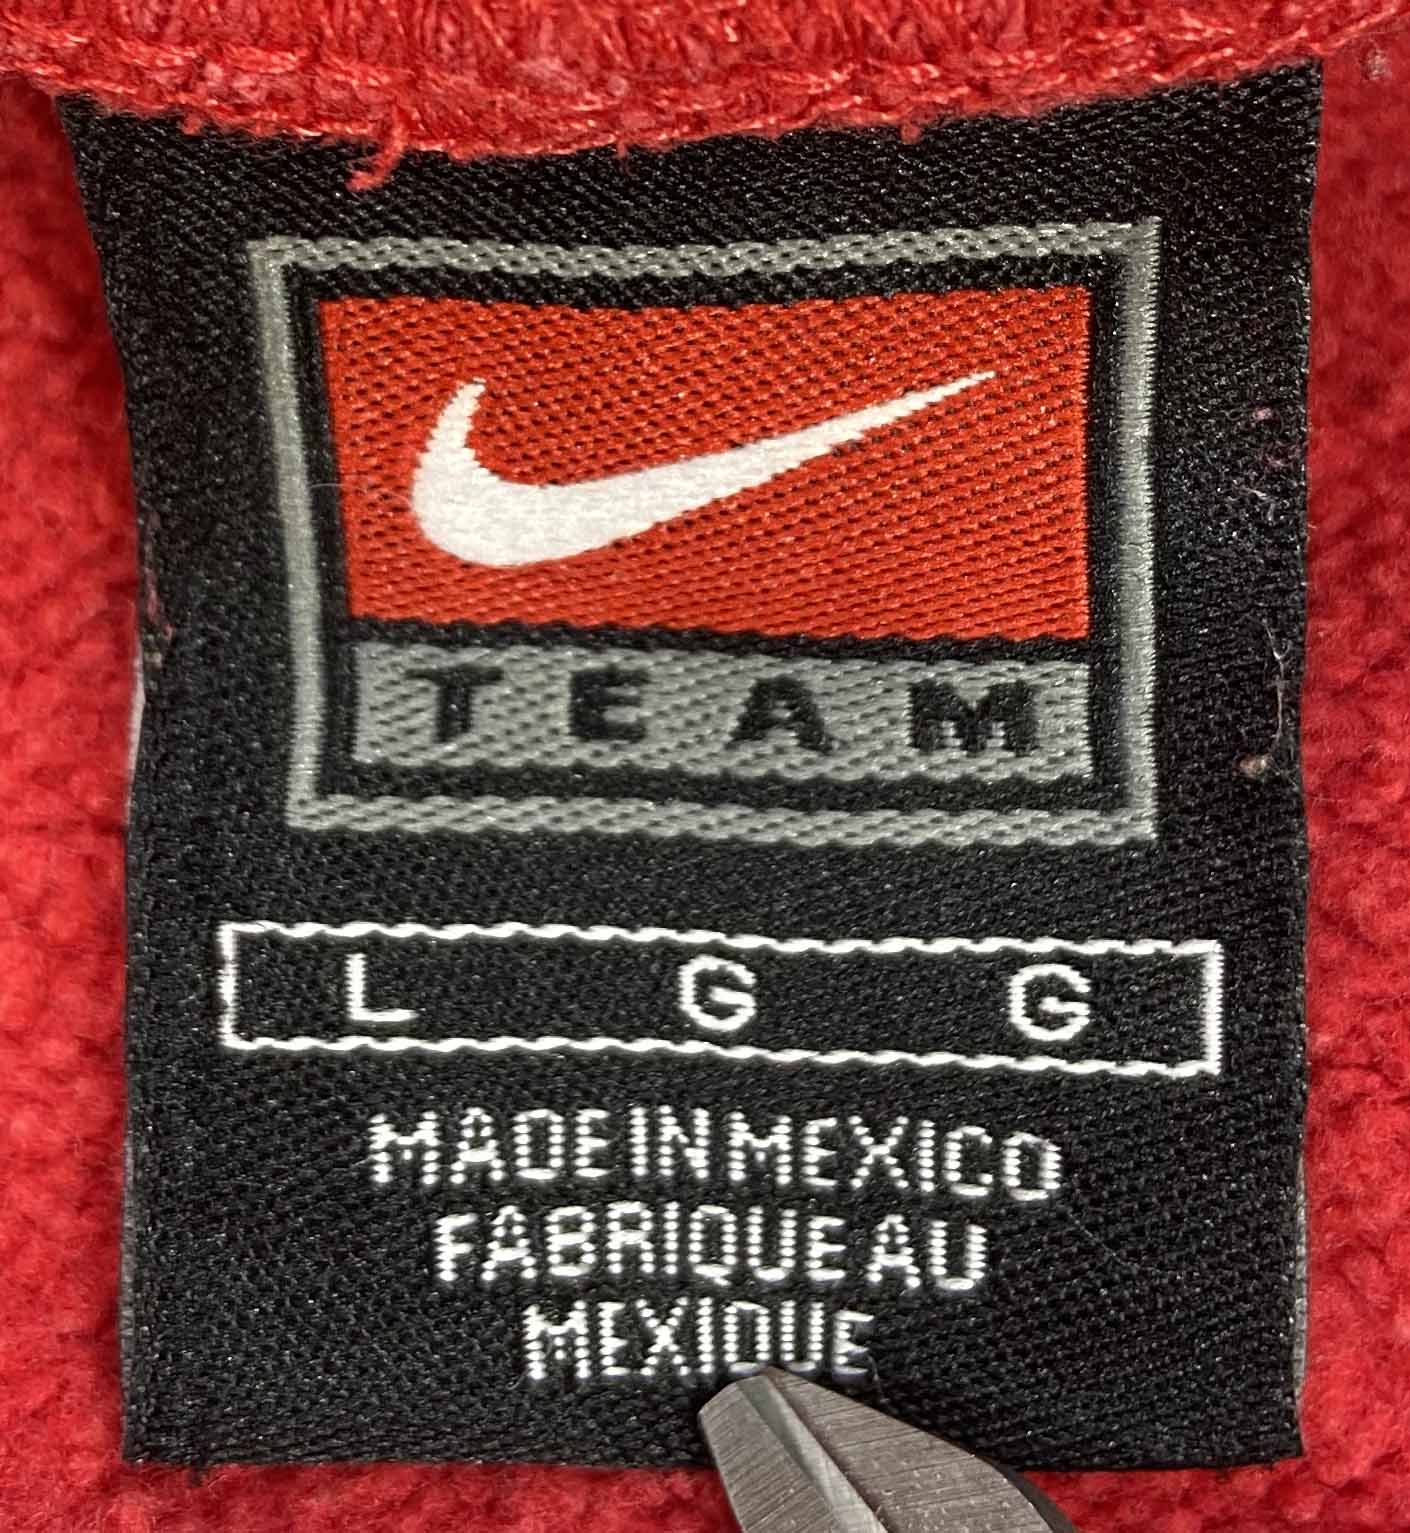 TEAM
L G G
MADE IN MEXICO
FABRIQUE AU
MEXIQUE